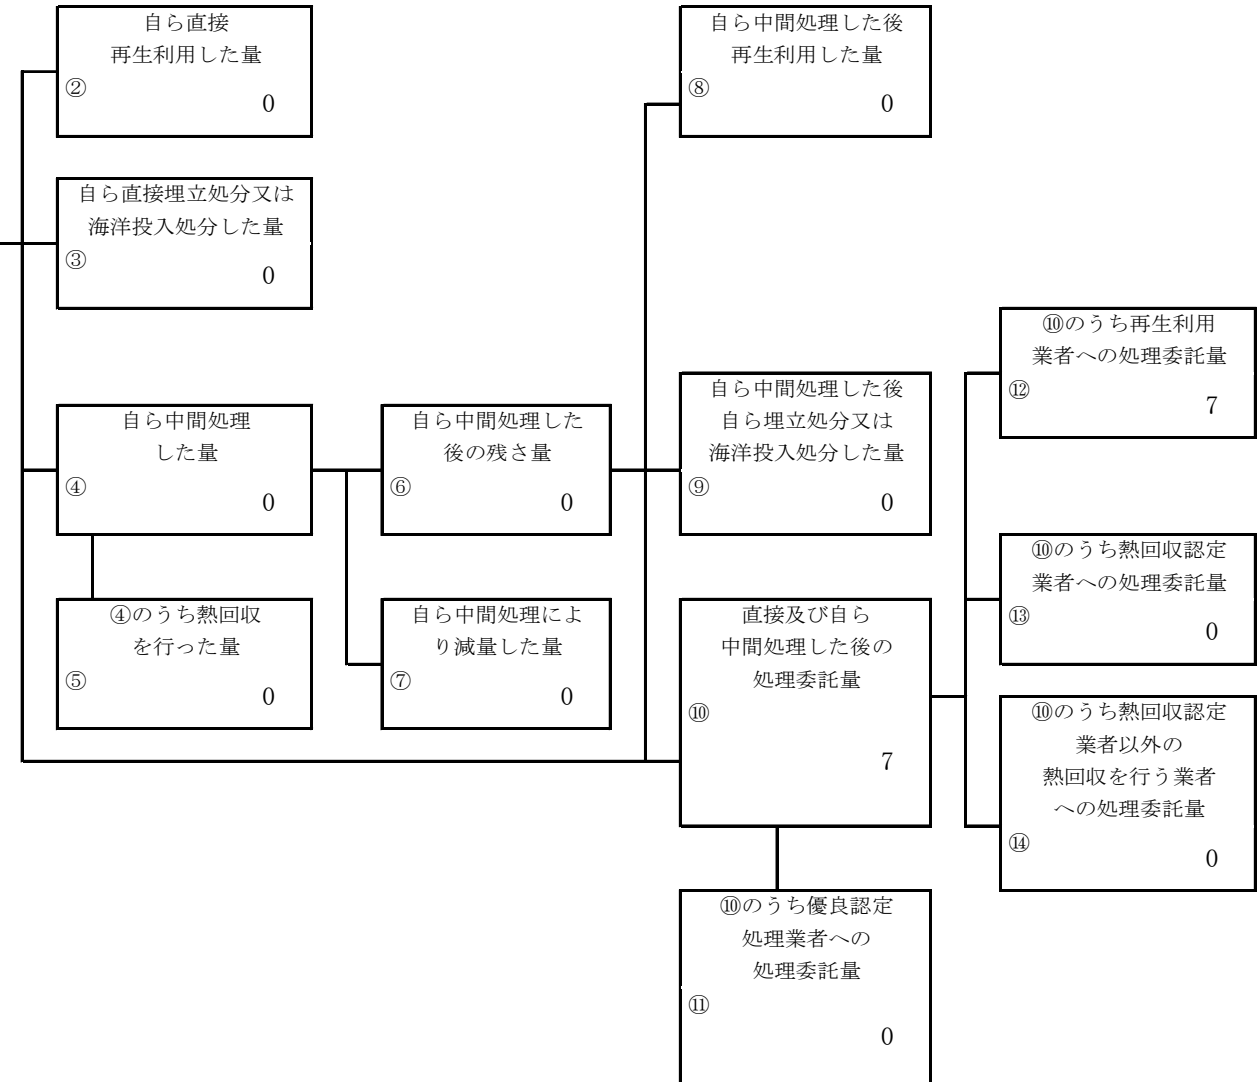 自ら直接
再生利用した量
②
0
自ら直接埋立処分又は
海洋投入処分した量
③
0
自ら中間処理
した量
④
0
④のうち熱回収
を行った量
⑤
0
自ら中間処理した
後の残さ量
⑥
0
自ら中間処理によ
り減量した量
⑦
0
自ら中間処理した後
再生利用した量
⑧
0
自ら中間処理した後
自ら埋立処分又は
海洋投入処分した量
⑨
0
直接及び自ら
中間処理した後の
処理委託量
⑩
7
⑩のうち優良認定
処理業者への
処理委託量
⑪
0
⑩のうち再生利用
業者への処理委託量
⑫
7
⑩のうち熱回収認定
業者への処理委託量
⑬
0
⑩のうち熱回収認定
業者以外の
熱回収を行う業者
への処理委託量
⑭
0